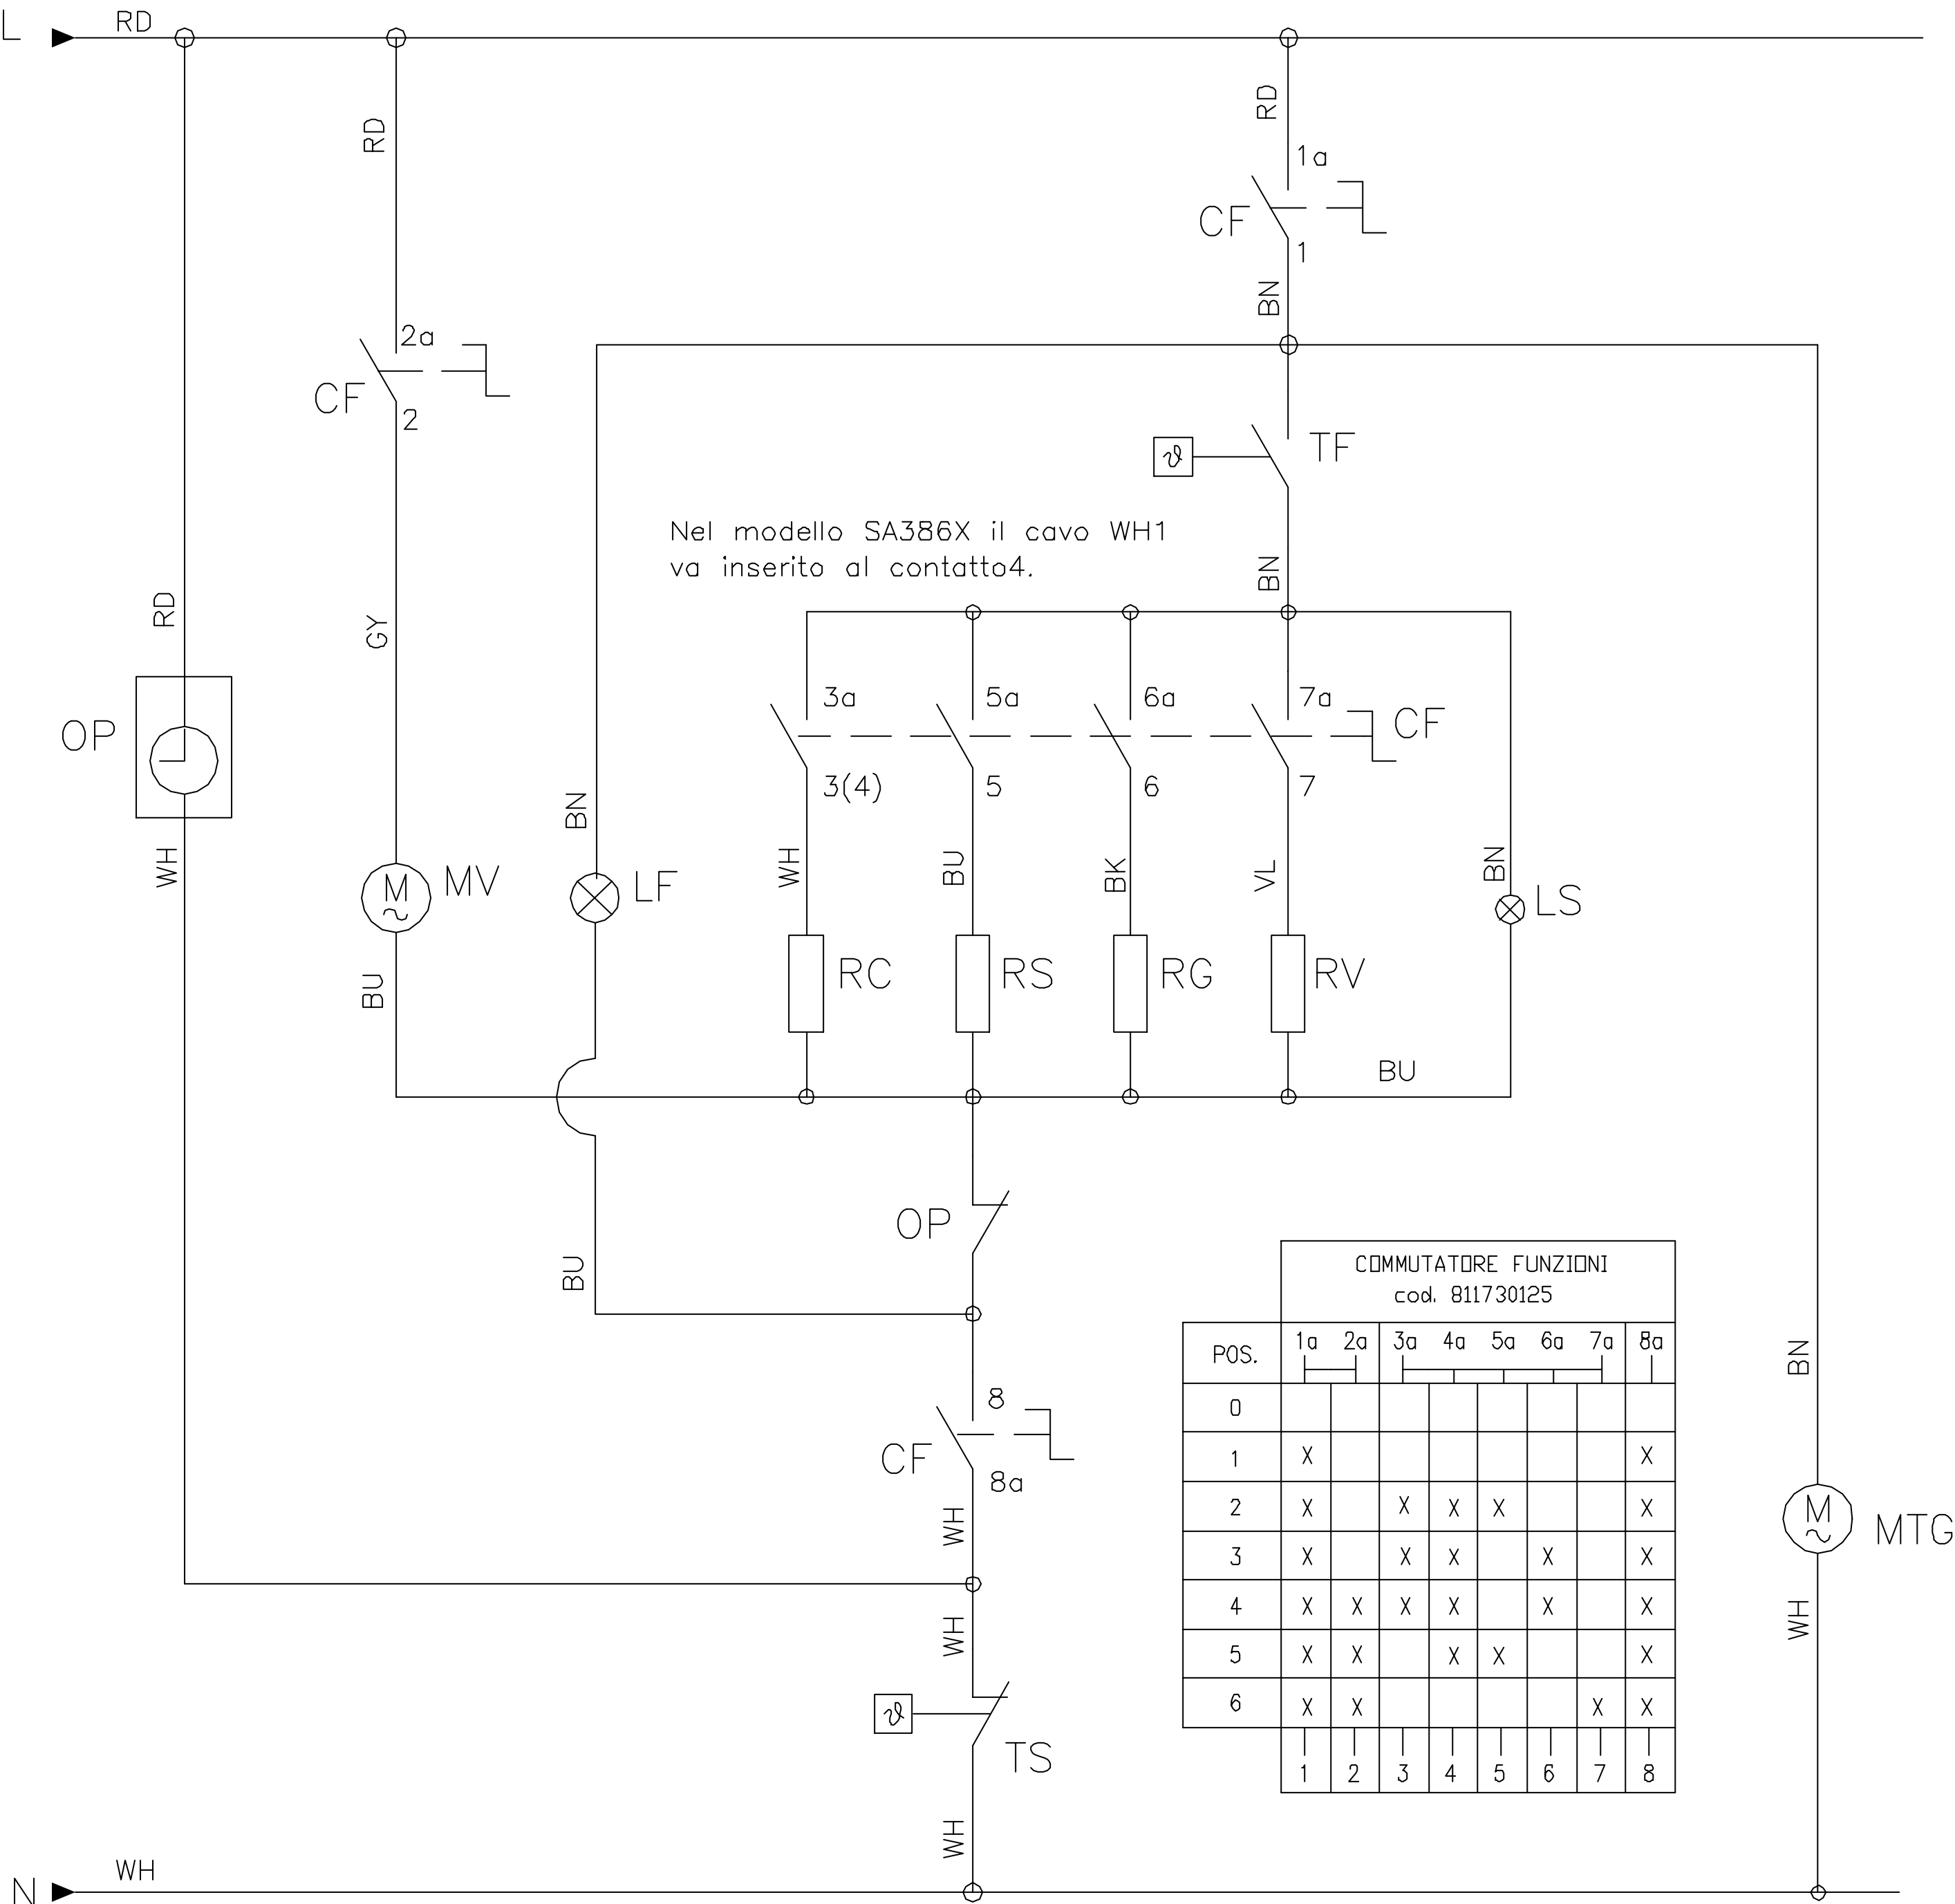 L RD
RD
RD
1a
CF
1
BN
2a
CF
2
TF
Nel modello SA386X il cavo WH1
va inserito al contatto4.
BN
RD
GY
3a 5a 6a 7a CF
OP
3(4) 5 6 7
BN
WH WH BU BK VL BN
M MV
LF
LS
RC RS RG RV
BU
BU
OP
BU
COMMUTATORE FUNZIONI
cod. 811730125
POS. 1a 2a 3a 4a 5a 6a 7a 8a
0
1 X X
2 X X X X X
3 X X X X X
4 X X X X X X
5 X X X X X
6 X X X X
1 2 3 4 5 6 7 8
BN
8
CF
8a
WH
M MTG
WH
WH
TS
WH
N WH